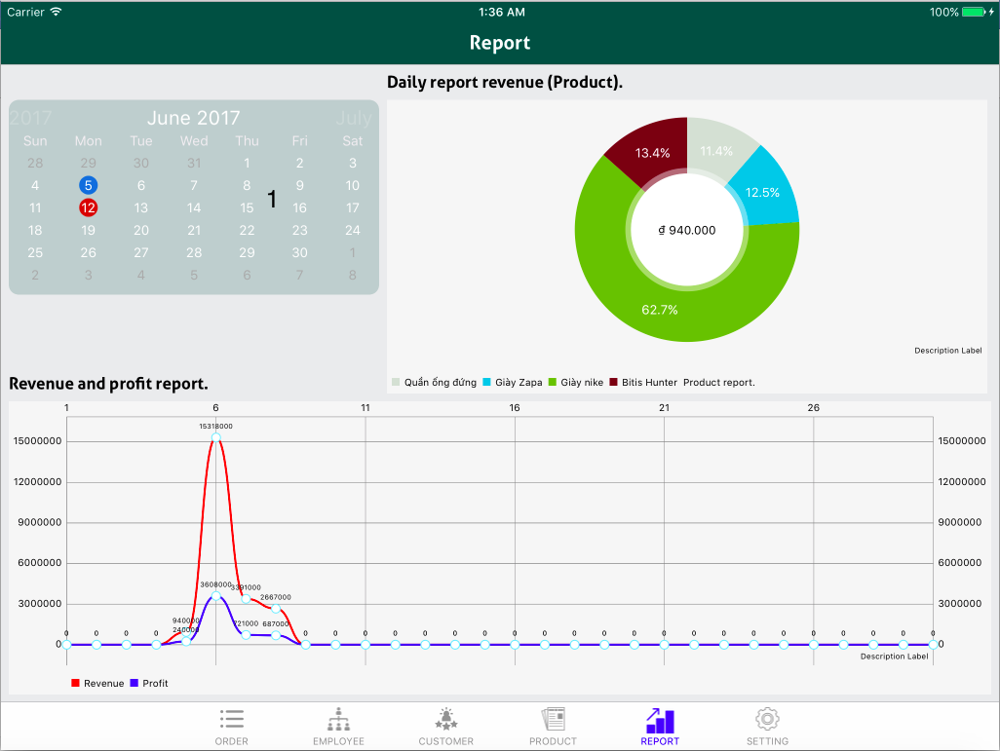 Carrier 1:36 AM 100%
Report
Daily report revenue (Product).
2017 June 2017 July
Sun Mon Tue Wed Thu Fri Sat
28 29 30 31 1 2 3
4 5 6 7 8 9 10
11 12 13 14 15 16 17
18 19 20 21 22 23 24
25 26 27 28 29 30 1
2 3 4 5 6 7 8
1
13.4% 11.4%
12.5%
₫ 940.000
62.7%
Description Label
Quần ống đứng Giày Zapa Giày nike Bitis Hunter Product report.
Revenue and profit report.
1 6 11 16 21 26
15318000
15000000 15000000
12000000 12000000
9000000 9000000
6000000 6000000
3608000 3391000
2667000
3000000 3000000
940000
240000 721000 687000
0 0 0 0 0 0 0 0 0 0 0 0 0 0 0 0 0 0 0 0 0 0 0 0 0 0
0 0
Description Label
Revenue Profit
ORDER EMPLOYEE CUSTOMER PRODUCT REPORT SETTING